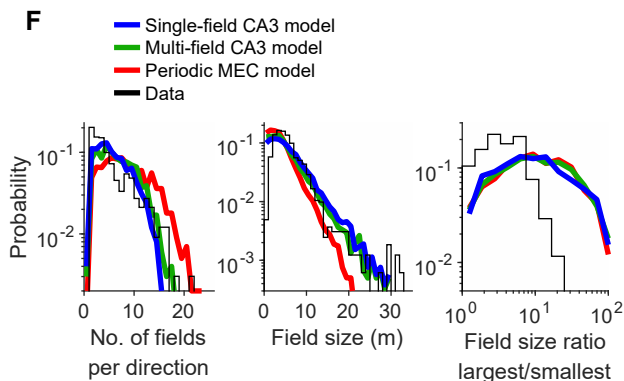 F
Single-field CA3 model
Multi-field CA3 model
Periodic MEC model
Data
Probability
10^-1
10^-2
0 10 20
No. of fields
per direction
10^-1
10^-2
10^-3
0 10 20 30
Field size (m)
10^-1
10^-2
10^0 10^1 10^2
Field size ratio
largest/smallest